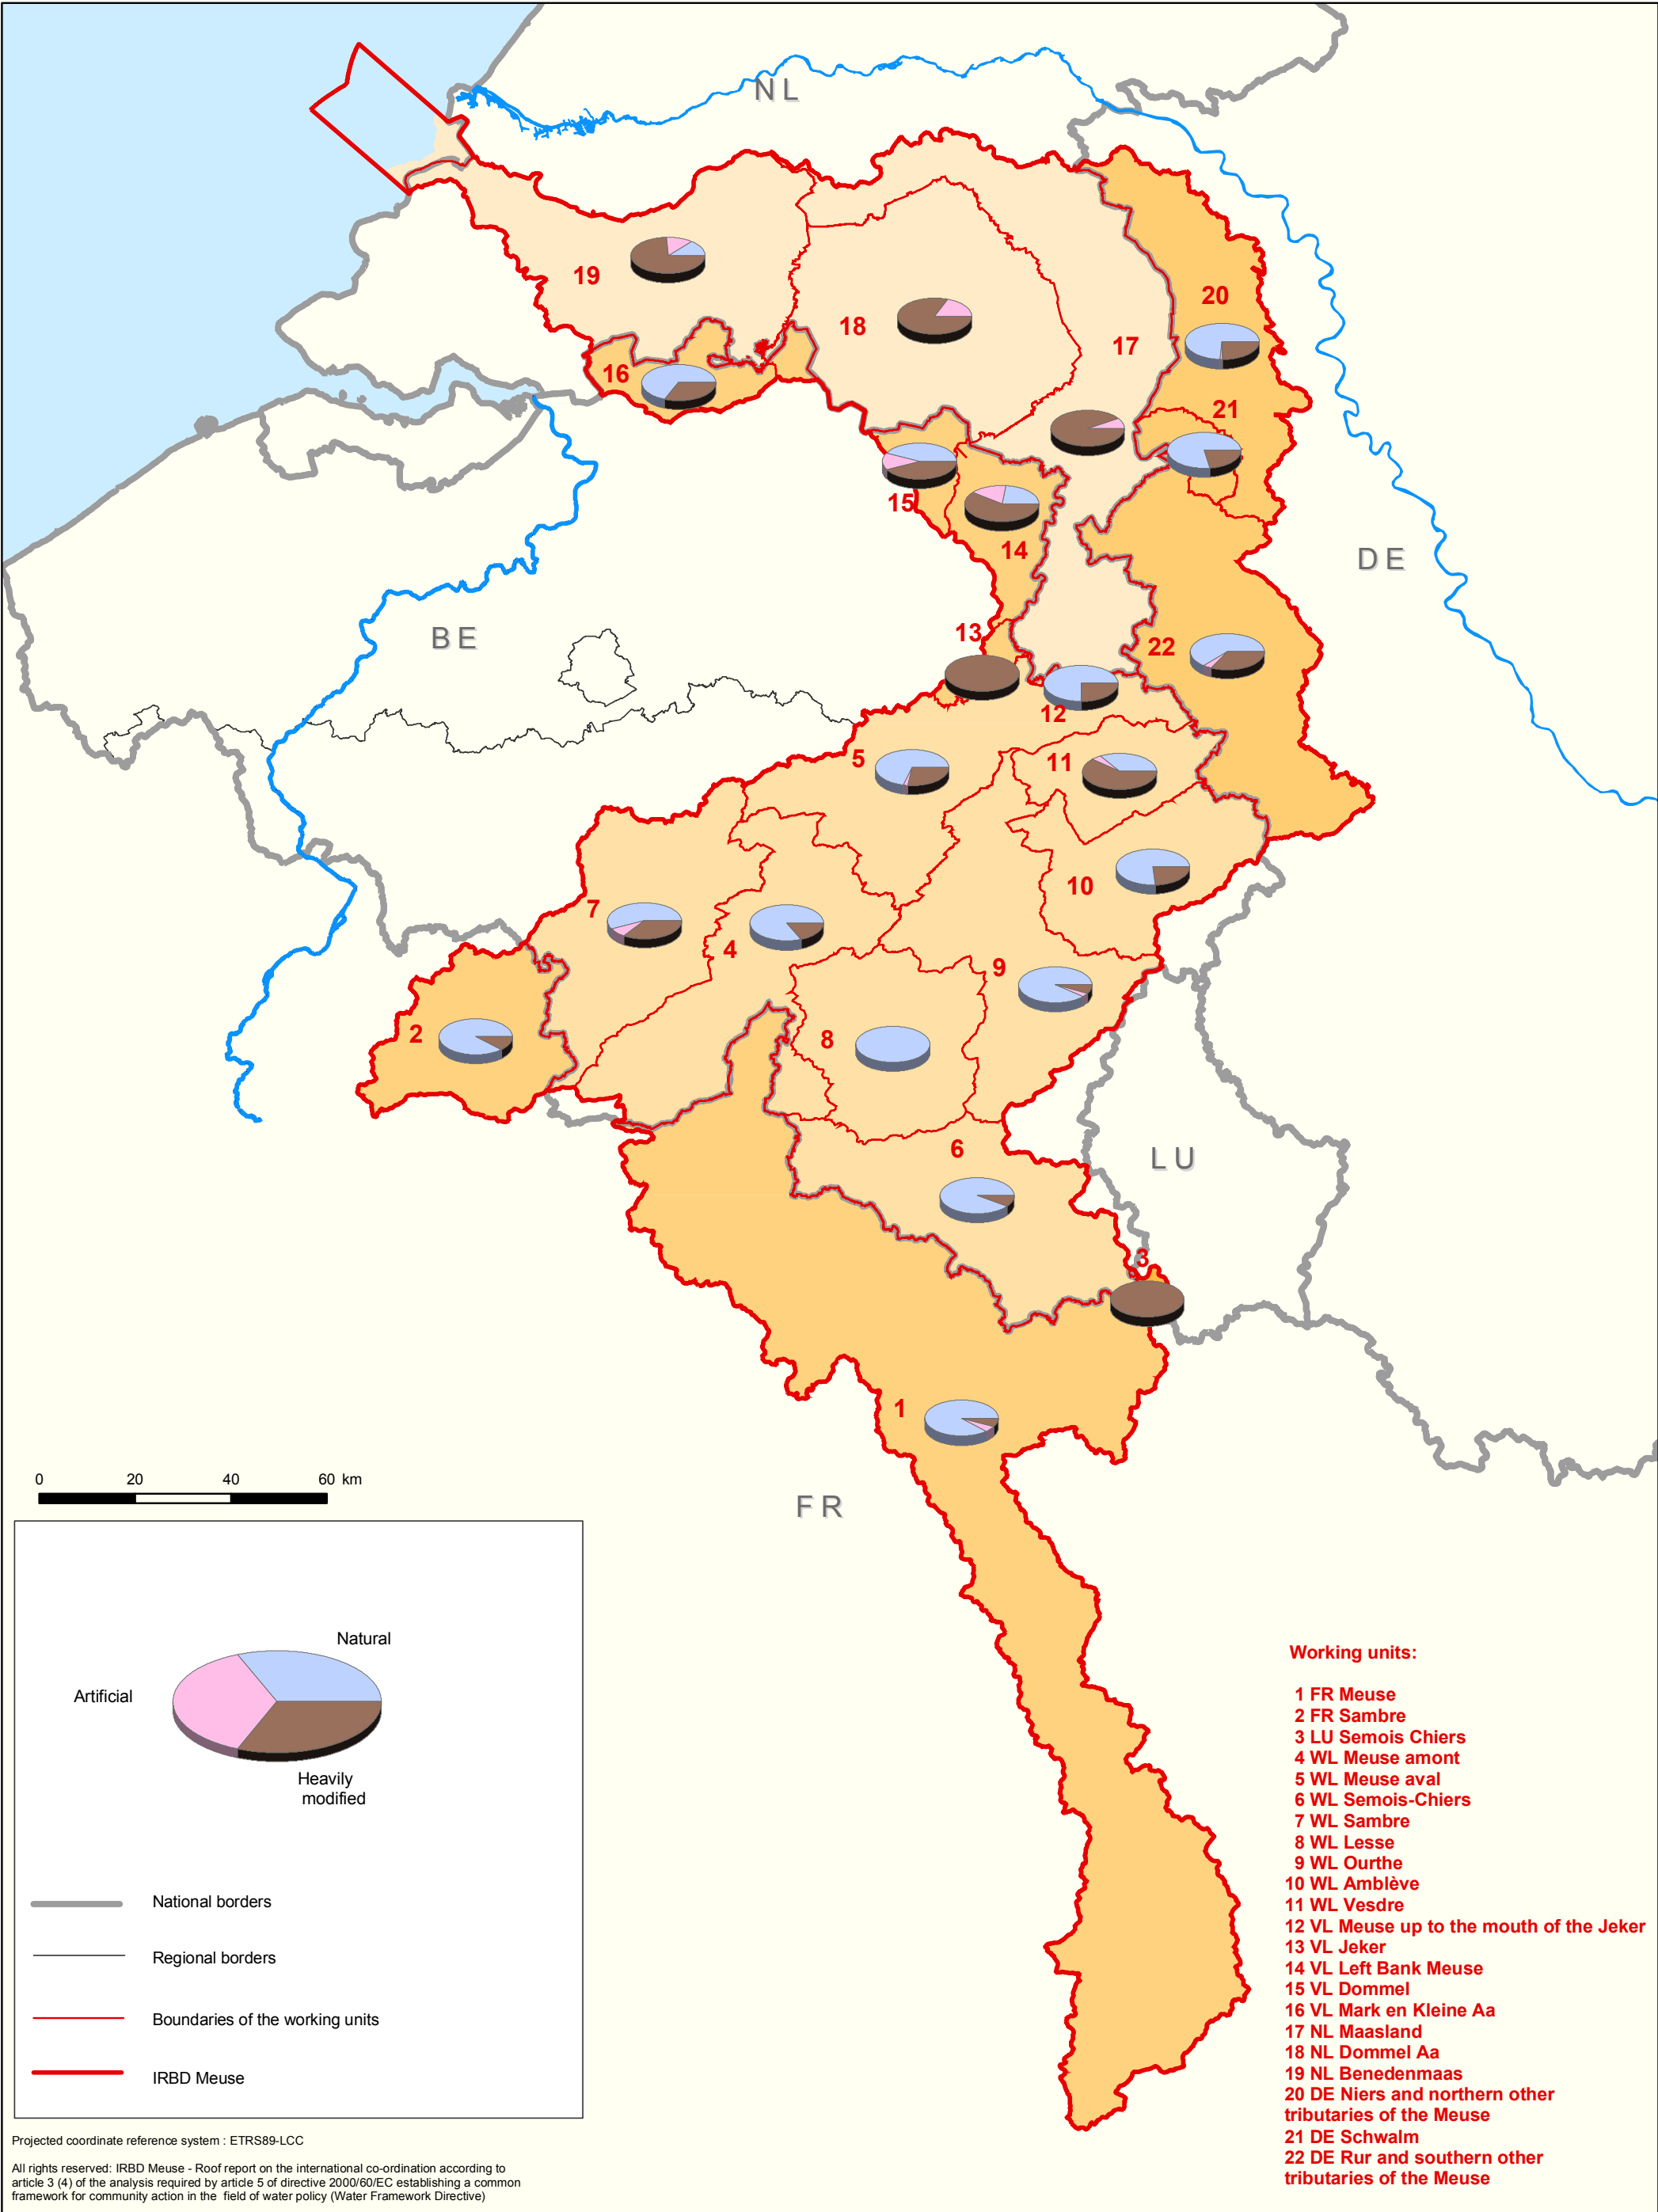 NL
19
18
17
20
16
21
15
14
DE
BE
13
22
12
5
11
10
7
4
9
2
8
6
LU
3
1
FR
0 20 40 60 km
Natural
Artificial
Heavily
modified
National borders
Regional borders
Boundaries of the working units
IRBD Meuse
Projected coordinate reference system : ETRS89-LCC
All rights reserved: IRBD Meuse - Roof report on the international co-ordination according to
article 3 (4) of the analysis required by article 5 of directive 2000/60/EC establishing a common
framework for community action in the field of water policy (Water Framework Directive)
Working units:
1 FR Meuse
2 FR Sambre
3 LU Semois Chiers
4 WL Meuse amont
5 WL Meuse aval
6 WL Semois-Chiers
7 WL Sambre
8 WL Lesse
9 WL Ourthe
10 WL Amblève
11 WL Vesdre
12 VL Meuse up to the mouth of the Jeker
13 VL Jeker
14 VL Left Bank Meuse
15 VL Dommel
16 VL Mark en Kleine Aa
17 NL Maasland
18 NL Dommel Aa
19 NL Benedenmaas
20 DE Niers and northern other
tributaries of the Meuse
21 DE Schwalm
22 DE Rur and southern other
tributaries of the Meuse